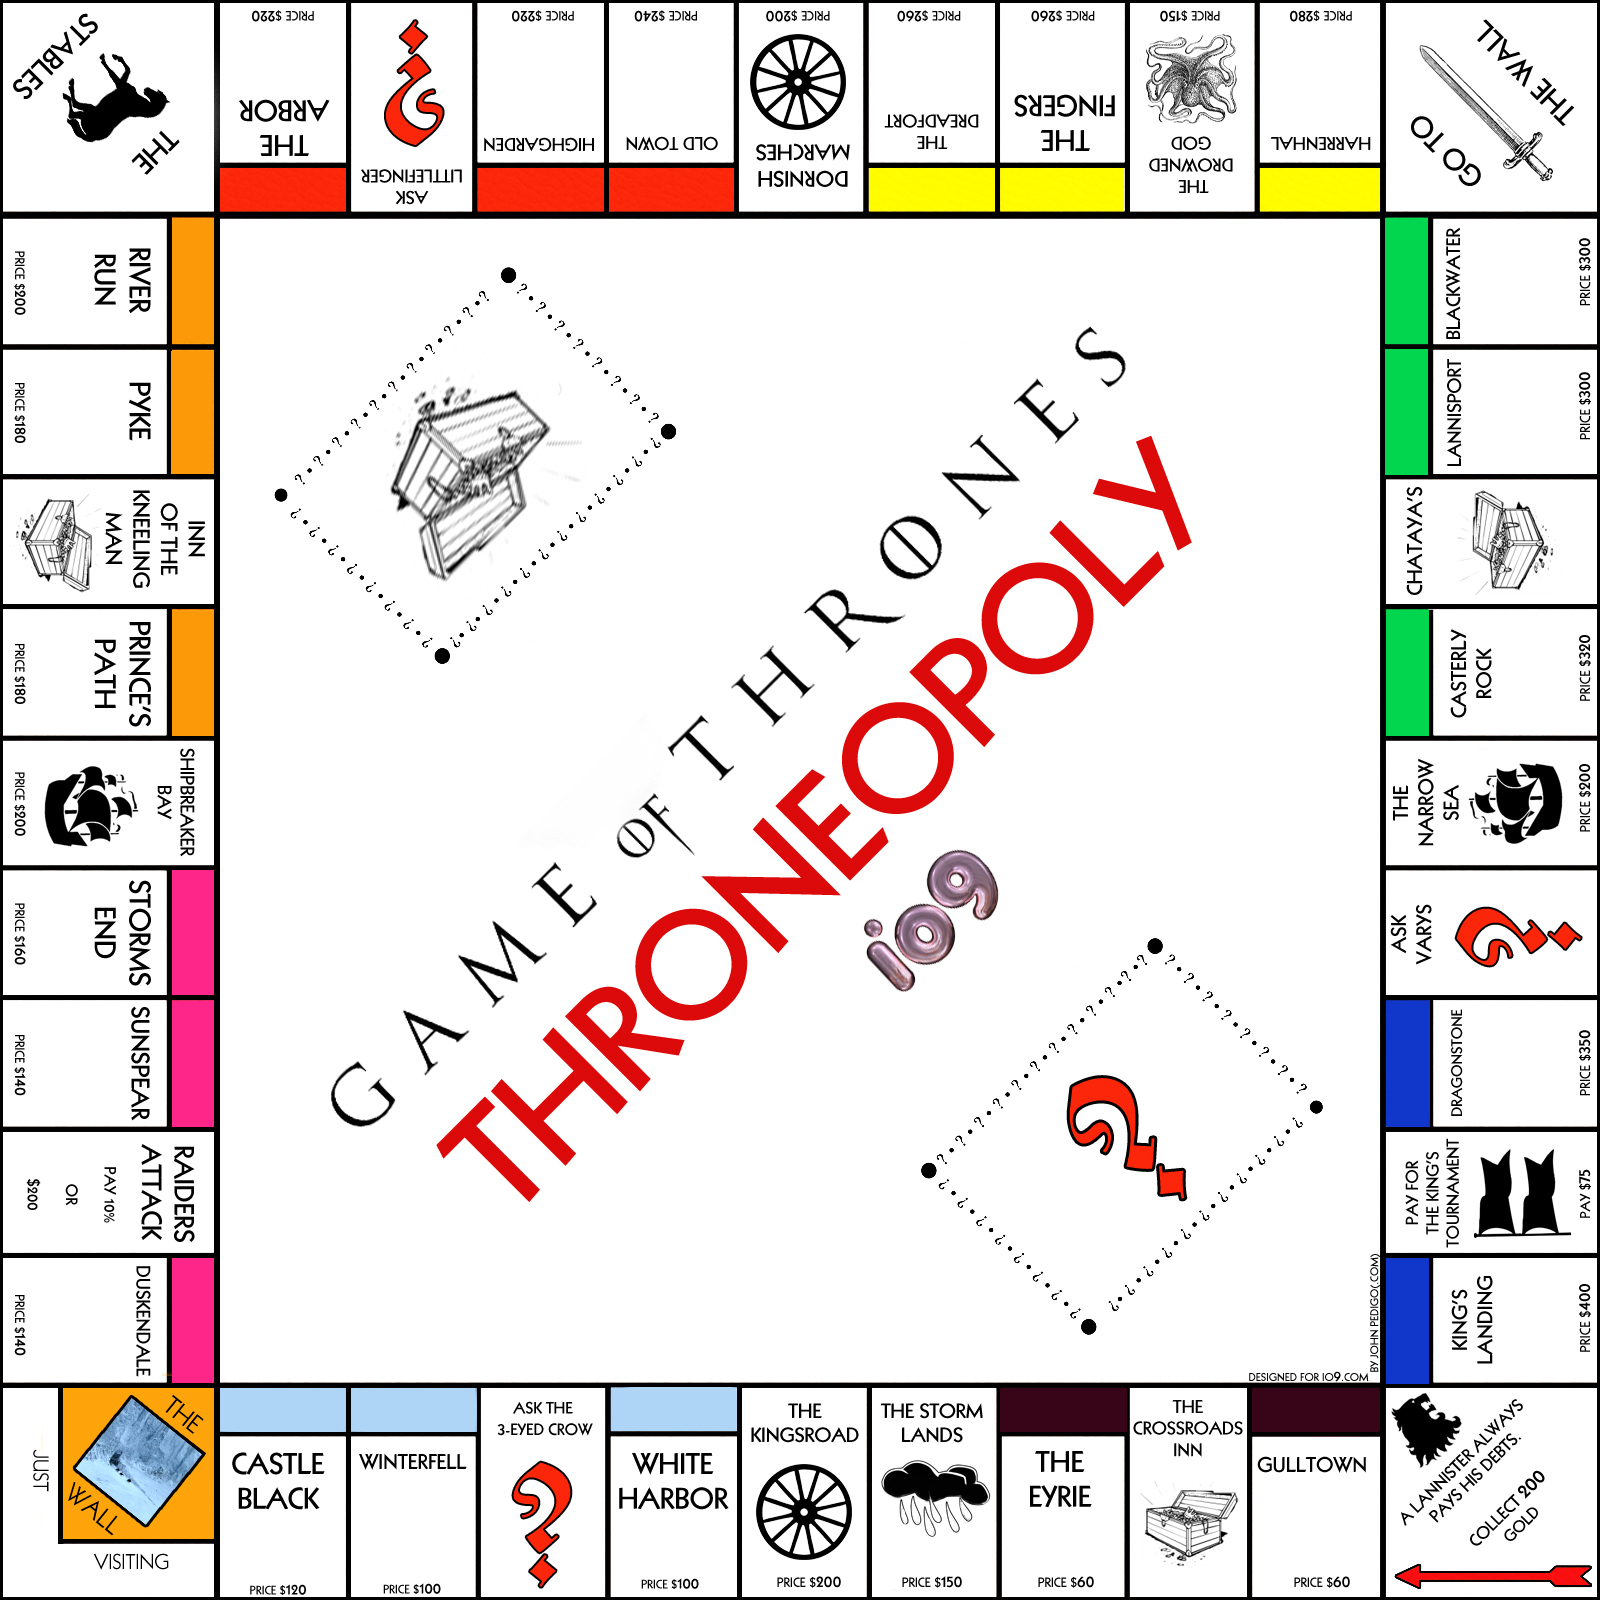 THE
STABLES
THE
ARBOR
PRICE $220
ASK
LITTLEFINGER
HIGHGARDEN
PRICE $220
OLD TOWN
PRICE $240
DORNISH
MARCHES
PRICE $200
THE
DREADFORT
PRICE $260
THE
FINGERS
PRICE $260
THE
DROWNED
GOD
PRICE $150
HARRENHAL
PRICE $280
GO TO
THE WALL
BLACKWATER
PRICE $300
LANNISPORT
PRICE $300
CHATAYA'S
CASTERLY
ROCK
PRICE $320
THE
NARROW
SEA
PRICE $200
ASK
VARYS
DRAGONSTONE
PRICE $350
PAY FOR
THE KING'S
TOURNAMENT
PAY $75
KING'S
LANDING
PRICE $400
A LANNISTER ALWAYS
PAYS HIS DEBTS.
COLLECT 200
GOLD
GULLTOWN
PRICE $60
THE
CROSSROADS
INN
THE
EYRIE
PRICE $60
THE STORM
LANDS
PRICE $150
THE
KINGSROAD
PRICE $200
WHITE
HARBOR
PRICE $100
ASK THE
3-EYED CROW
WINTERFELL
PRICE $100
CASTLE
BLACK
PRICE $120
THE
WALL
JUST
VISITING
DUSKENDALE
PRICE $140
RAIDERS
ATTACK
PAY 10%
OR
$200
SUNSPEAR
PRICE $140
STORMS
END
PRICE $160
SHIPBREAKER
BAY
PRICE $200
PRINCE'S
PATH
PRICE $180
INN
OF THE
KNEELING
MAN
PYKE
PRICE $180
RIVER
RUN
PRICE $200
GAME OF THRONES
THRONEOPOLY
io9
DESIGNED FOR IO9.COM
BY JOHN PEDIGO(.COM)